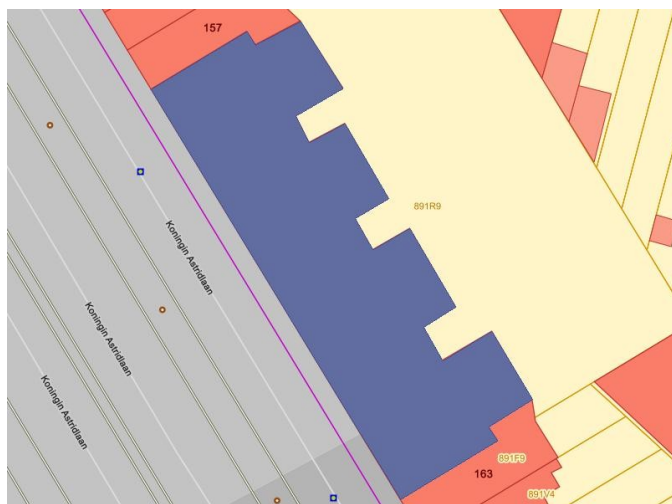 157
891R9
Koningin Astridlaan
Koningin Astridlaan
Koningin Astridlaan
891F9
163
891V4